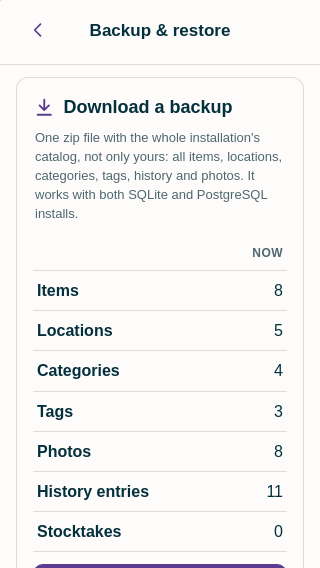 Backup & restore
Download a backup
One zip file with the whole installation's
catalog, not only yours: all items, locations,
categories, tags, history and photos. It
works with both SQLite and PostgreSQL
installs.
NOW
Items 8
Locations 5
Categories 4
Tags 3
Photos 8
History entries 11
Stocktakes 0